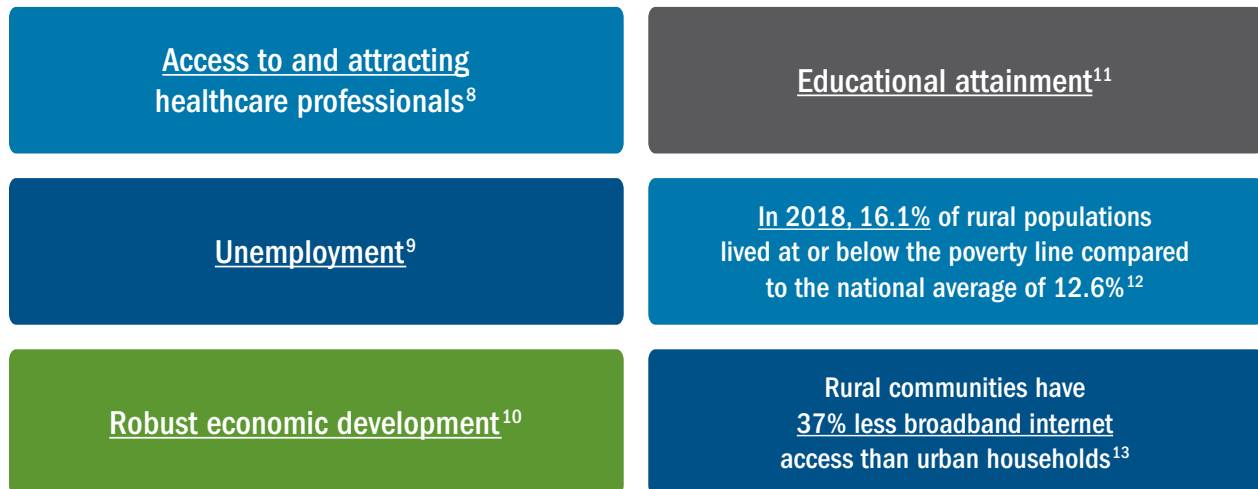 Access to and attracting
healthcare professionals8
Unemployment9
Robust economic development10
Educational attainment11
In 2018, 16.1% of rural populations
lived at or below the poverty line compared
to the national average of 12.6%12
Rural communities have
37% less broadband internet
access than urban households13